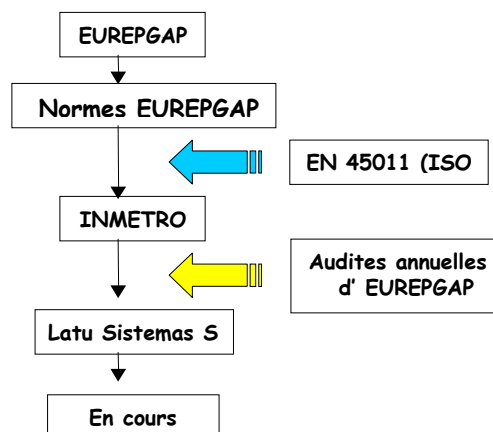 EUREPGAP
Normes EUREPGAP
EN 45011 (ISO
INMETRO
Audites annuelles
d' EUREPGAP
Latu Sistemas S
En cours